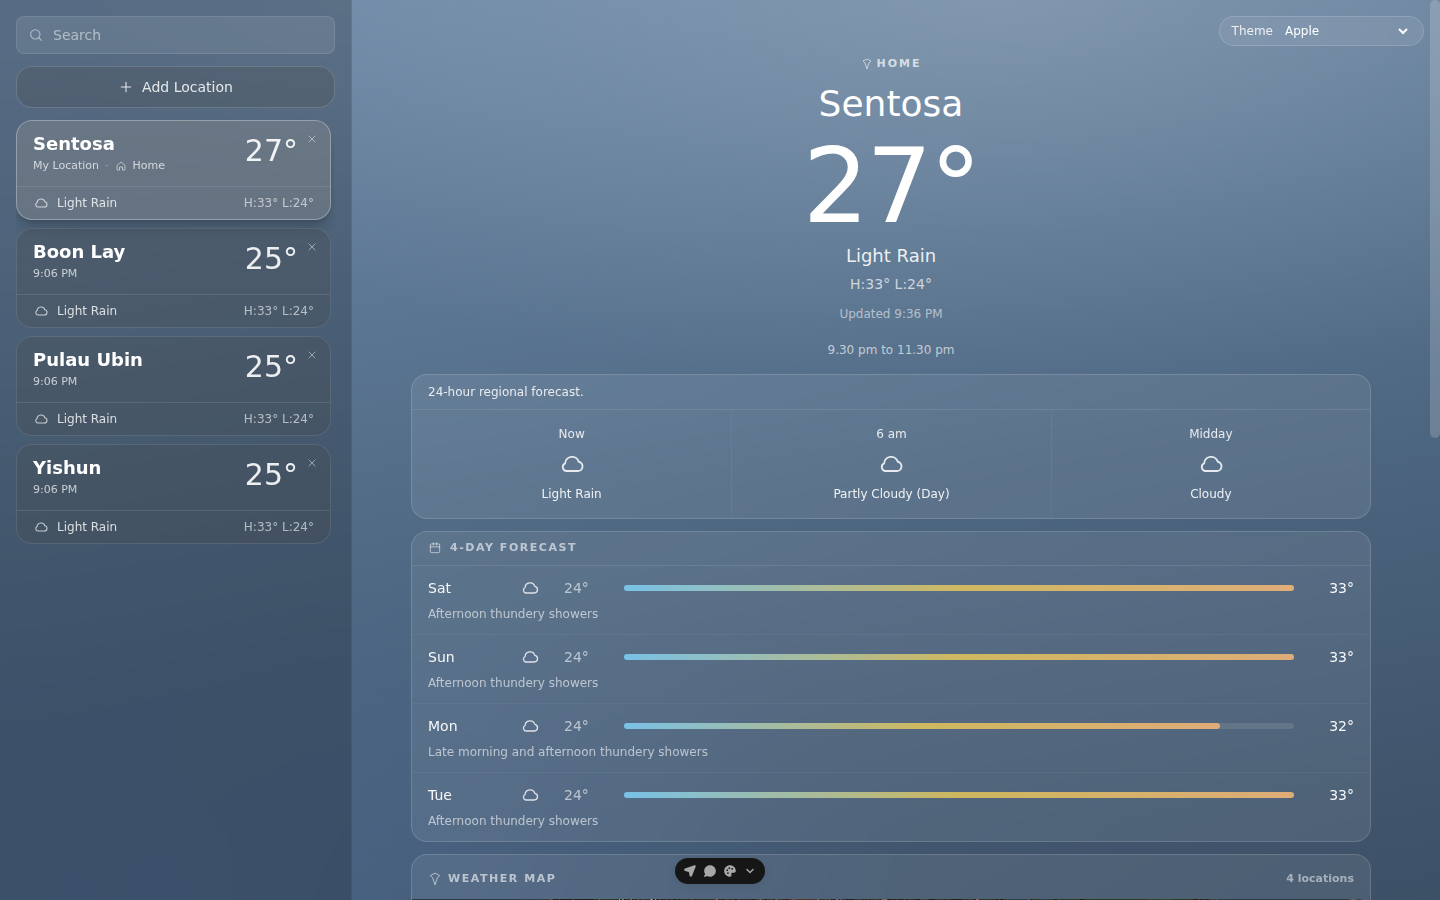 Search
Add Location
Sentosa
27°
My Location · Home
Light Rain
H:33° L:24°
Boon Lay
25°
9:06 PM
Light Rain
H:33° L:24°
Pulau Ubin
25°
9:06 PM
Light Rain
H:33° L:24°
Yishun
25°
9:06 PM
Light Rain
H:33° L:24°
Theme Apple
HOME
Sentosa
27°
Light Rain
H:33° L:24°
Updated 9:36 PM
9.30 pm to 11.30 pm
24-hour regional forecast.
Now
Light Rain
6 am
Partly Cloudy (Day)
Midday
Cloudy
4-DAY FORECAST
Sat 24° 33°
Afternoon thundery showers
Sun 24° 33°
Afternoon thundery showers
Mon 24° 32°
Late morning and afternoon thundery showers
Tue 24° 33°
Afternoon thundery showers
WEATHER MAP
4 locations